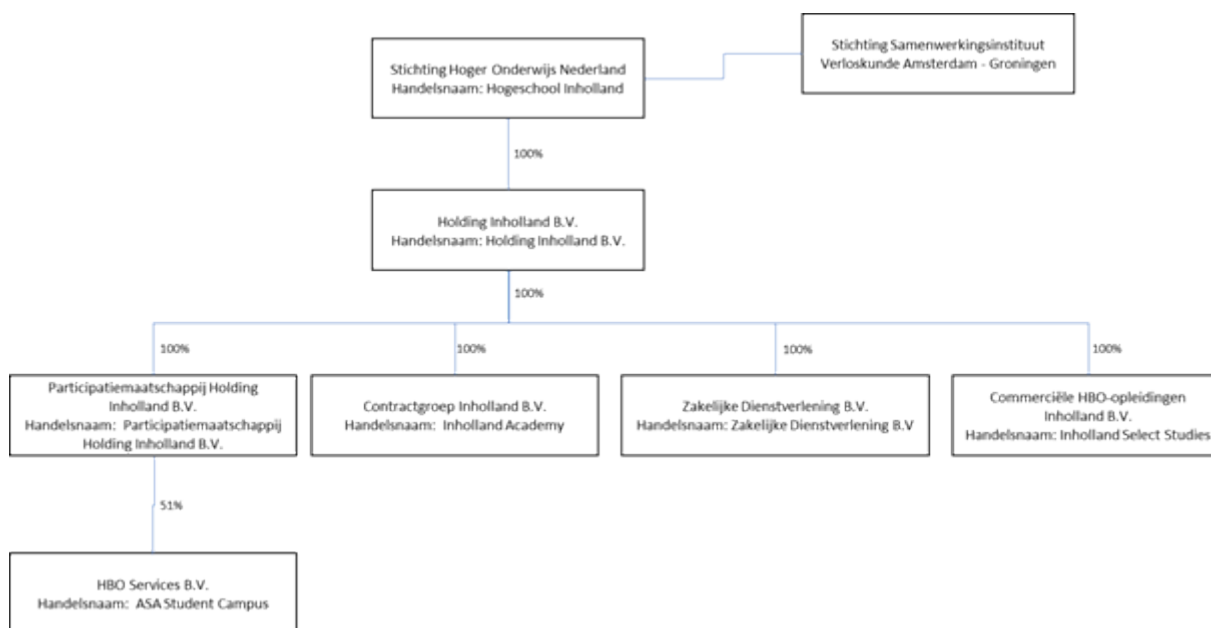 Stichting Hoger Onderwijs Nederland
Handelsnaam: Hogeschool Inholland
Stichting Samenwerkingsinstituut
Verloskunde Amsterdam - Groningen
100%
Holding Inholland B.V.
Handelsnaam: Holding Inholland B.V.
100%
100%
100%
100%
100%
Participatiemaatschappij Holding
Inholland B.V.
Handelsnaam: Participatiemaatschappij
Holding Inholland B.V.
Contractgroep Inholland B.V.
Handelsnaam: Inholland Academy
Zakelijke Dienstverlening B.V.
Handelsnaam: Zakelijke Dienstverlening B.V
Commerciële HBO-opleidingen
Inholland B.V.
Handelsnaam: Inholland Select Studies
51%
HBO Services B.V.
Handelsnaam: ASA Student Campus